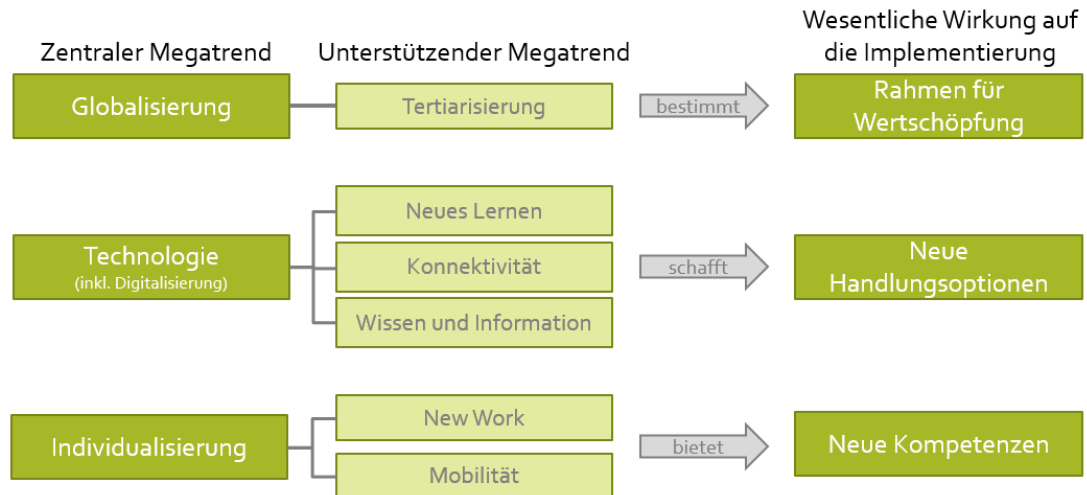 Zentraler Megatrend
Unterstützender Megatrend
Wesentliche Wirkung auf
die Implementierung
Globalisierung
Tertiarisierung
bestimmt
Rahmen für
Wertschöpfung
Technologie
(inkl. Digitalisierung)
Neues Lernen
Konnektivität
Wissen und Information
schafft
Neue
Handlungsoptionen
Individualisierung
New Work
Mobilität
bietet
Neue Kompetenzen